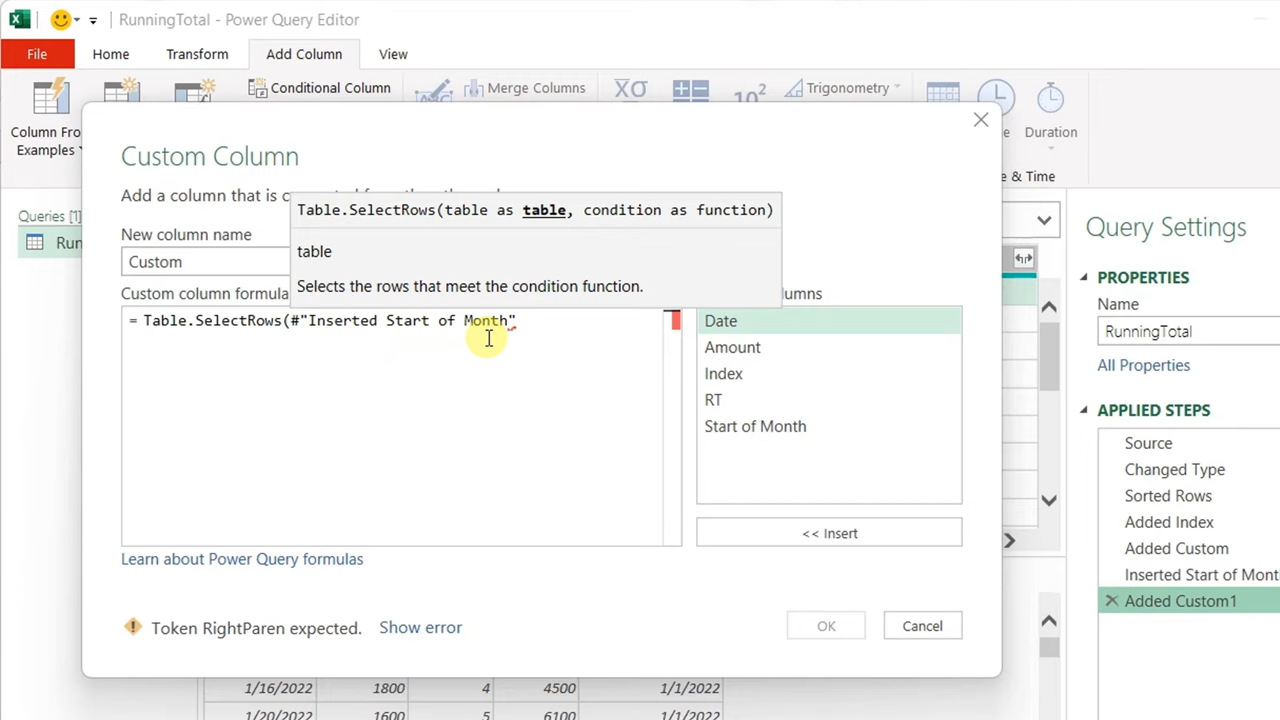 RunningTotal - Power Query Editor
File Home Transform Add Column View
Conditional Column
Merge Columns
Trigonometry
Column Fro
Examples
Duration
e & Time
Custom Column
Add a column that is
Table.SelectRows(table as table, condition as function)
table
Selects the rows that meet the condition function.
Queries [1]
Run
New column name
Custom
Custom column formula
= Table.SelectRows(#"Inserted Start of Month"
Date
Amount
Index
RT
Start of Month
<< Insert
Learn about Power Query formulas
Token RightParen expected. Show error
OK Cancel
Query Settings
PROPERTIES
Name
RunningTotal
All Properties
APPLIED STEPS
Source
Changed Type
Sorted Rows
Added Index
Added Custom
Inserted Start of Mont
Added Custom1
1/16/2022 1800 4 4500 1/1/2022
1/20/2022 1600 5 6100 1/1/2022